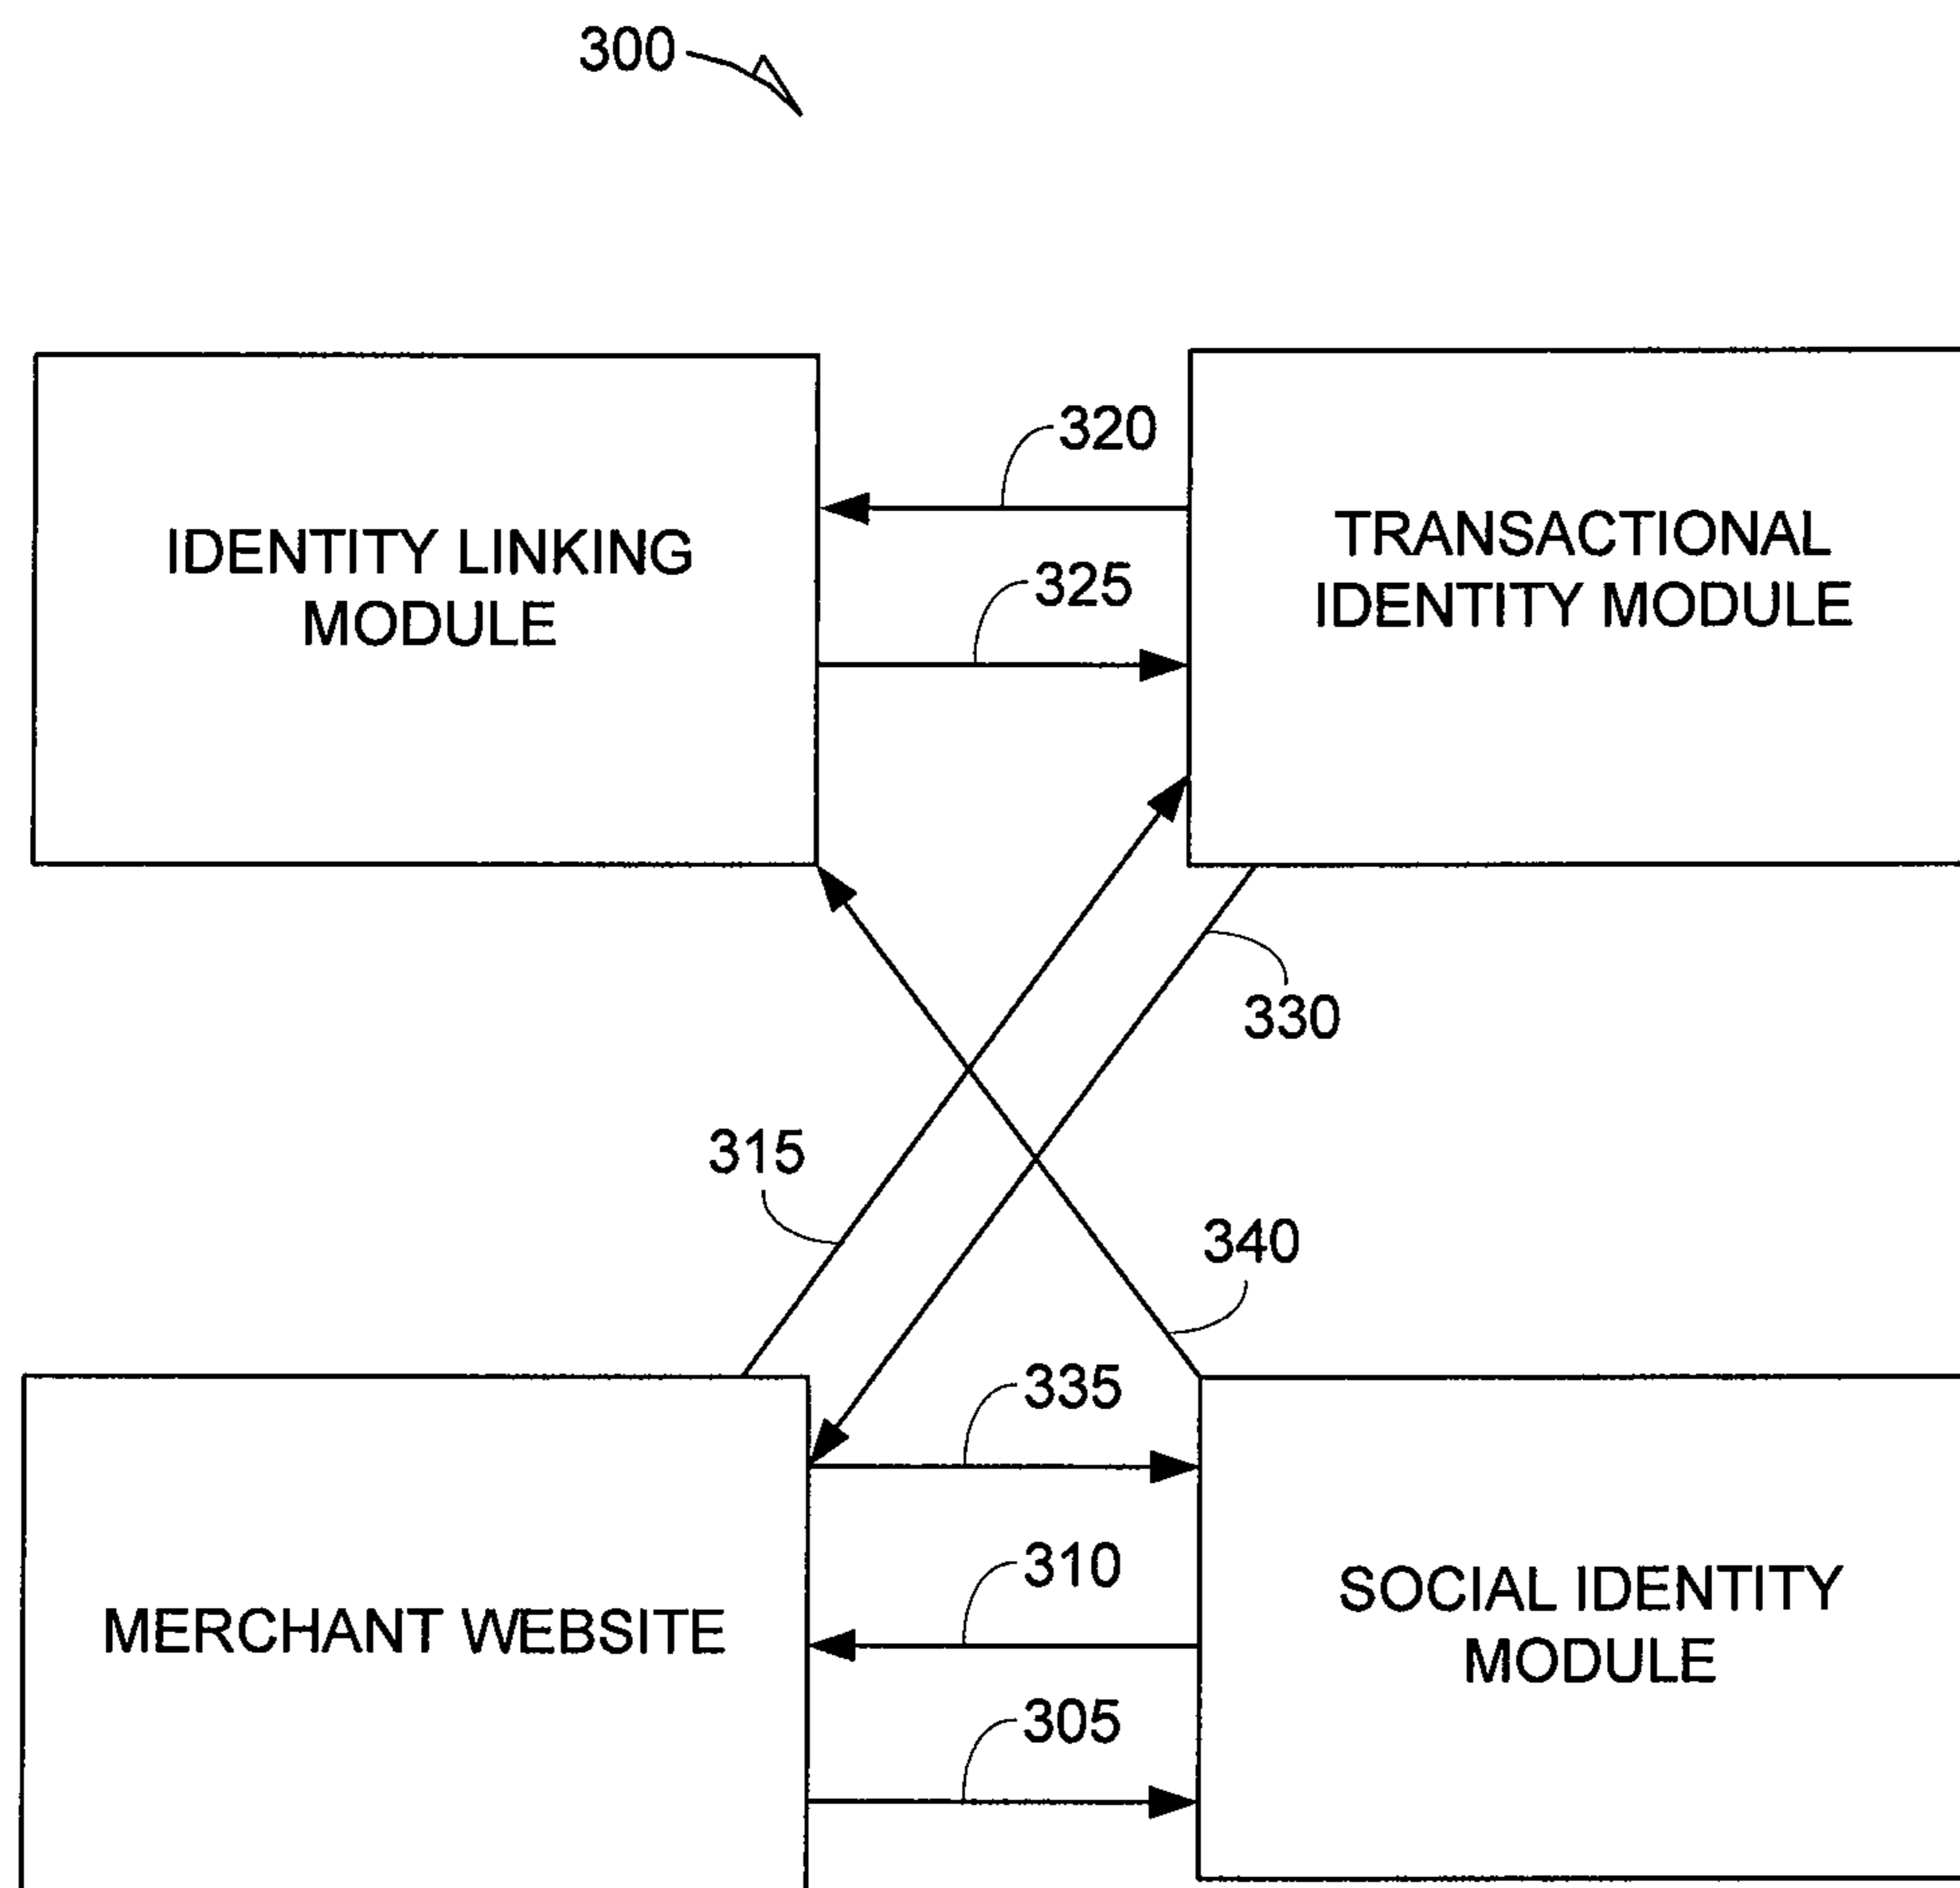 300
320
IDENTITY LINKING
MODULE
TRANSACTIONAL
IDENTITY MODULE
325
330
315
340
335
310
MERCHANT WEBSITE
SOCIAL IDENTITY
MODULE
305